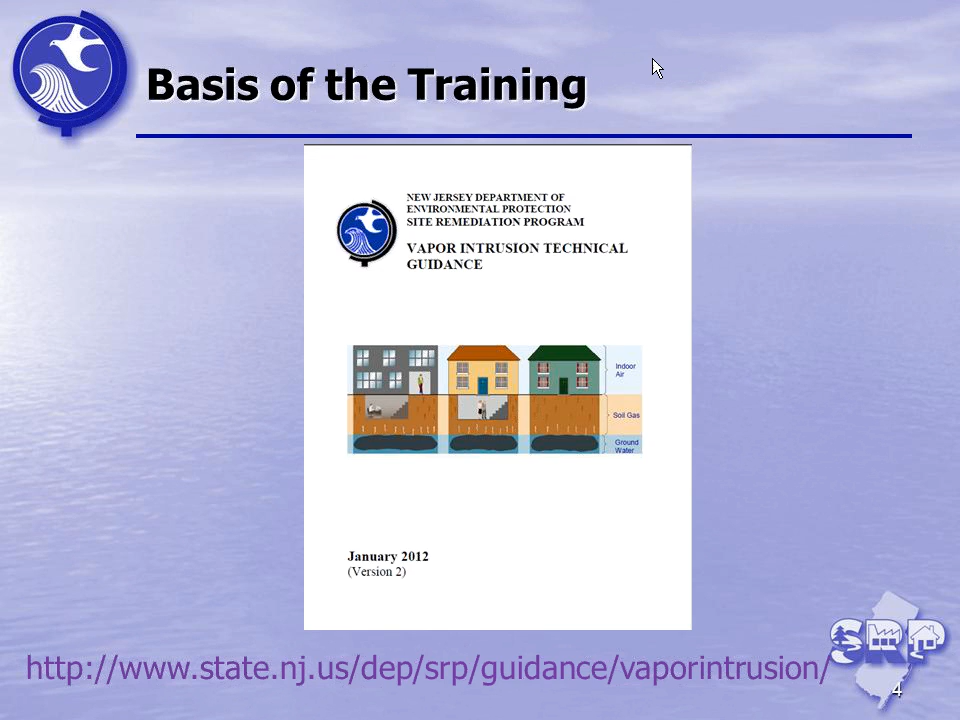 Basis of the Training
NEW JERSEY DEPARTMENT OF
ENVIRONMENTAL PROTECTION
SITE REMEDIATION PROGRAM
VAPOR INTRUSION TECHNICAL
GUIDANCE
Indoor
Air
Soil Gas
Ground
Water
January 2012
(Version 2)
SRP
http://www.state.nj.us/dep/srp/guidance/vaporintrusion/
4